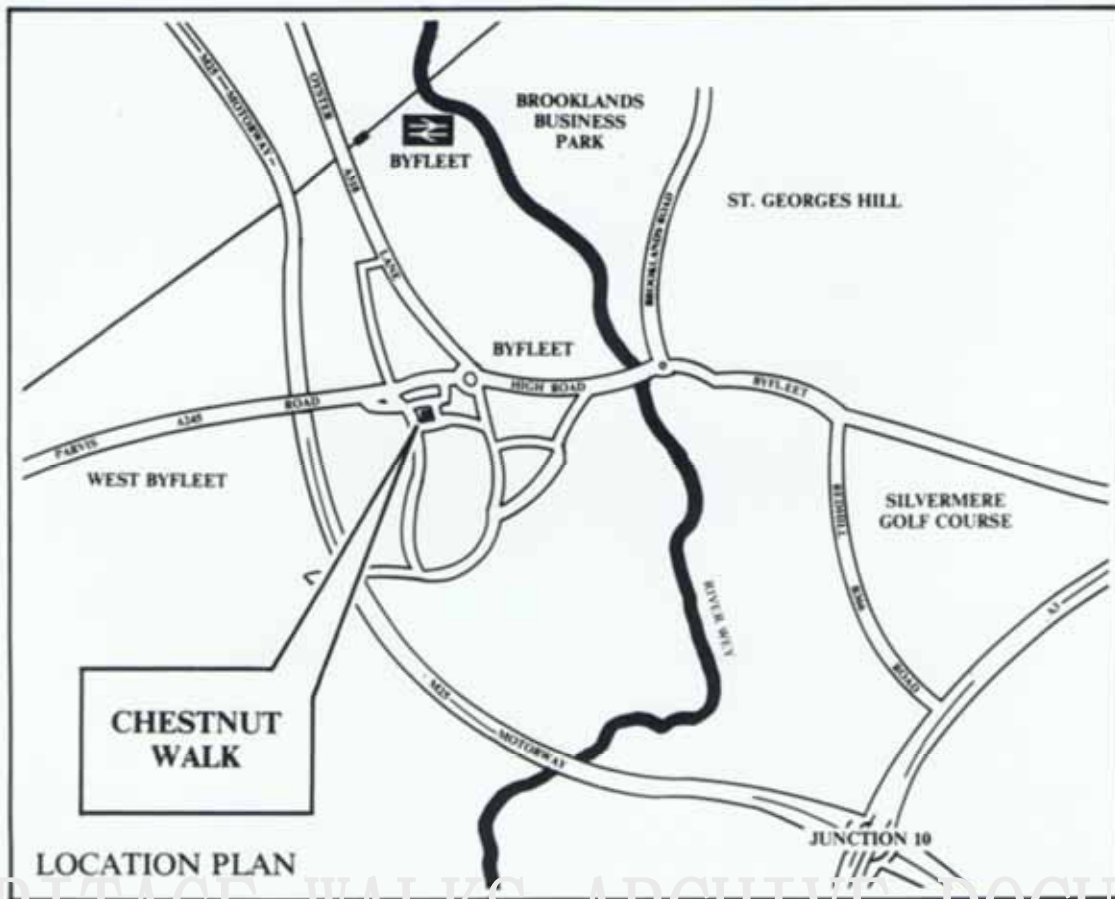 M25
MOTORWAY
OYSTER
A318
LANE
BYFLEET
BROOKLANDS
BUSINESS
PARK
ST. GEORGES HILL
BROOKLANDS ROAD
BYFLEET
HIGH ROAD
BYFLEET
PARVIS
A245
ROAD
WEST BYFLEET
SILVERMERE
GOLF COURSE
REDHILL
ROAD
A3
RIVER WEY
M25
MOTORWAY
CHESTNUT
WALK
JUNCTION 10
LOCATION PLAN